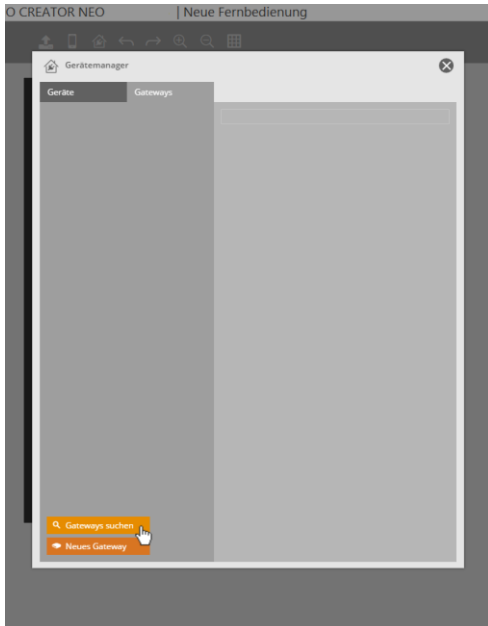 O CREATOR NEO | Neue Fernbedienung
Gerätemanager
Geräte Gateways
Gateways suchen
Neues Gateway